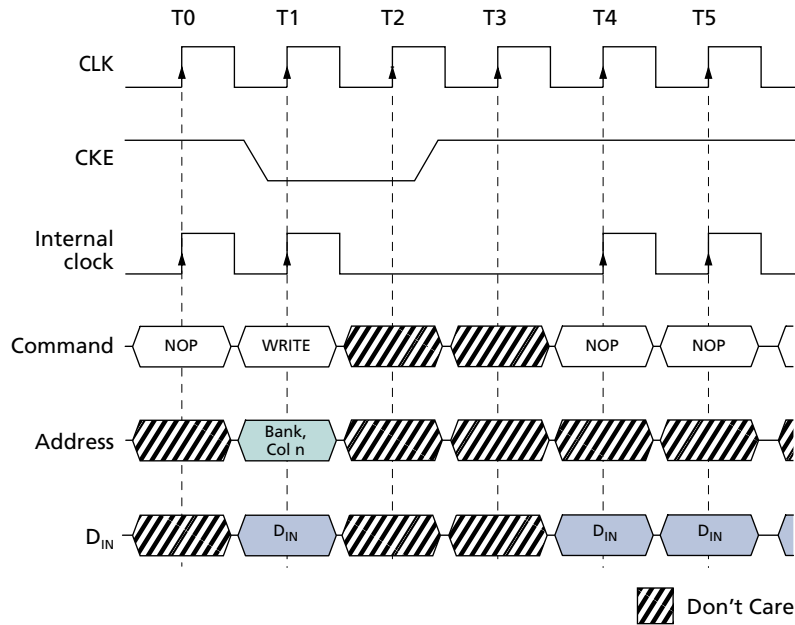 T0 T1 T2 T3 T4 T5
CLK
CKE
Internal
clock
Command NOP WRITE NOP NOP
Address Bank,
Col n
DIN DIN DIN DIN
Don't Care